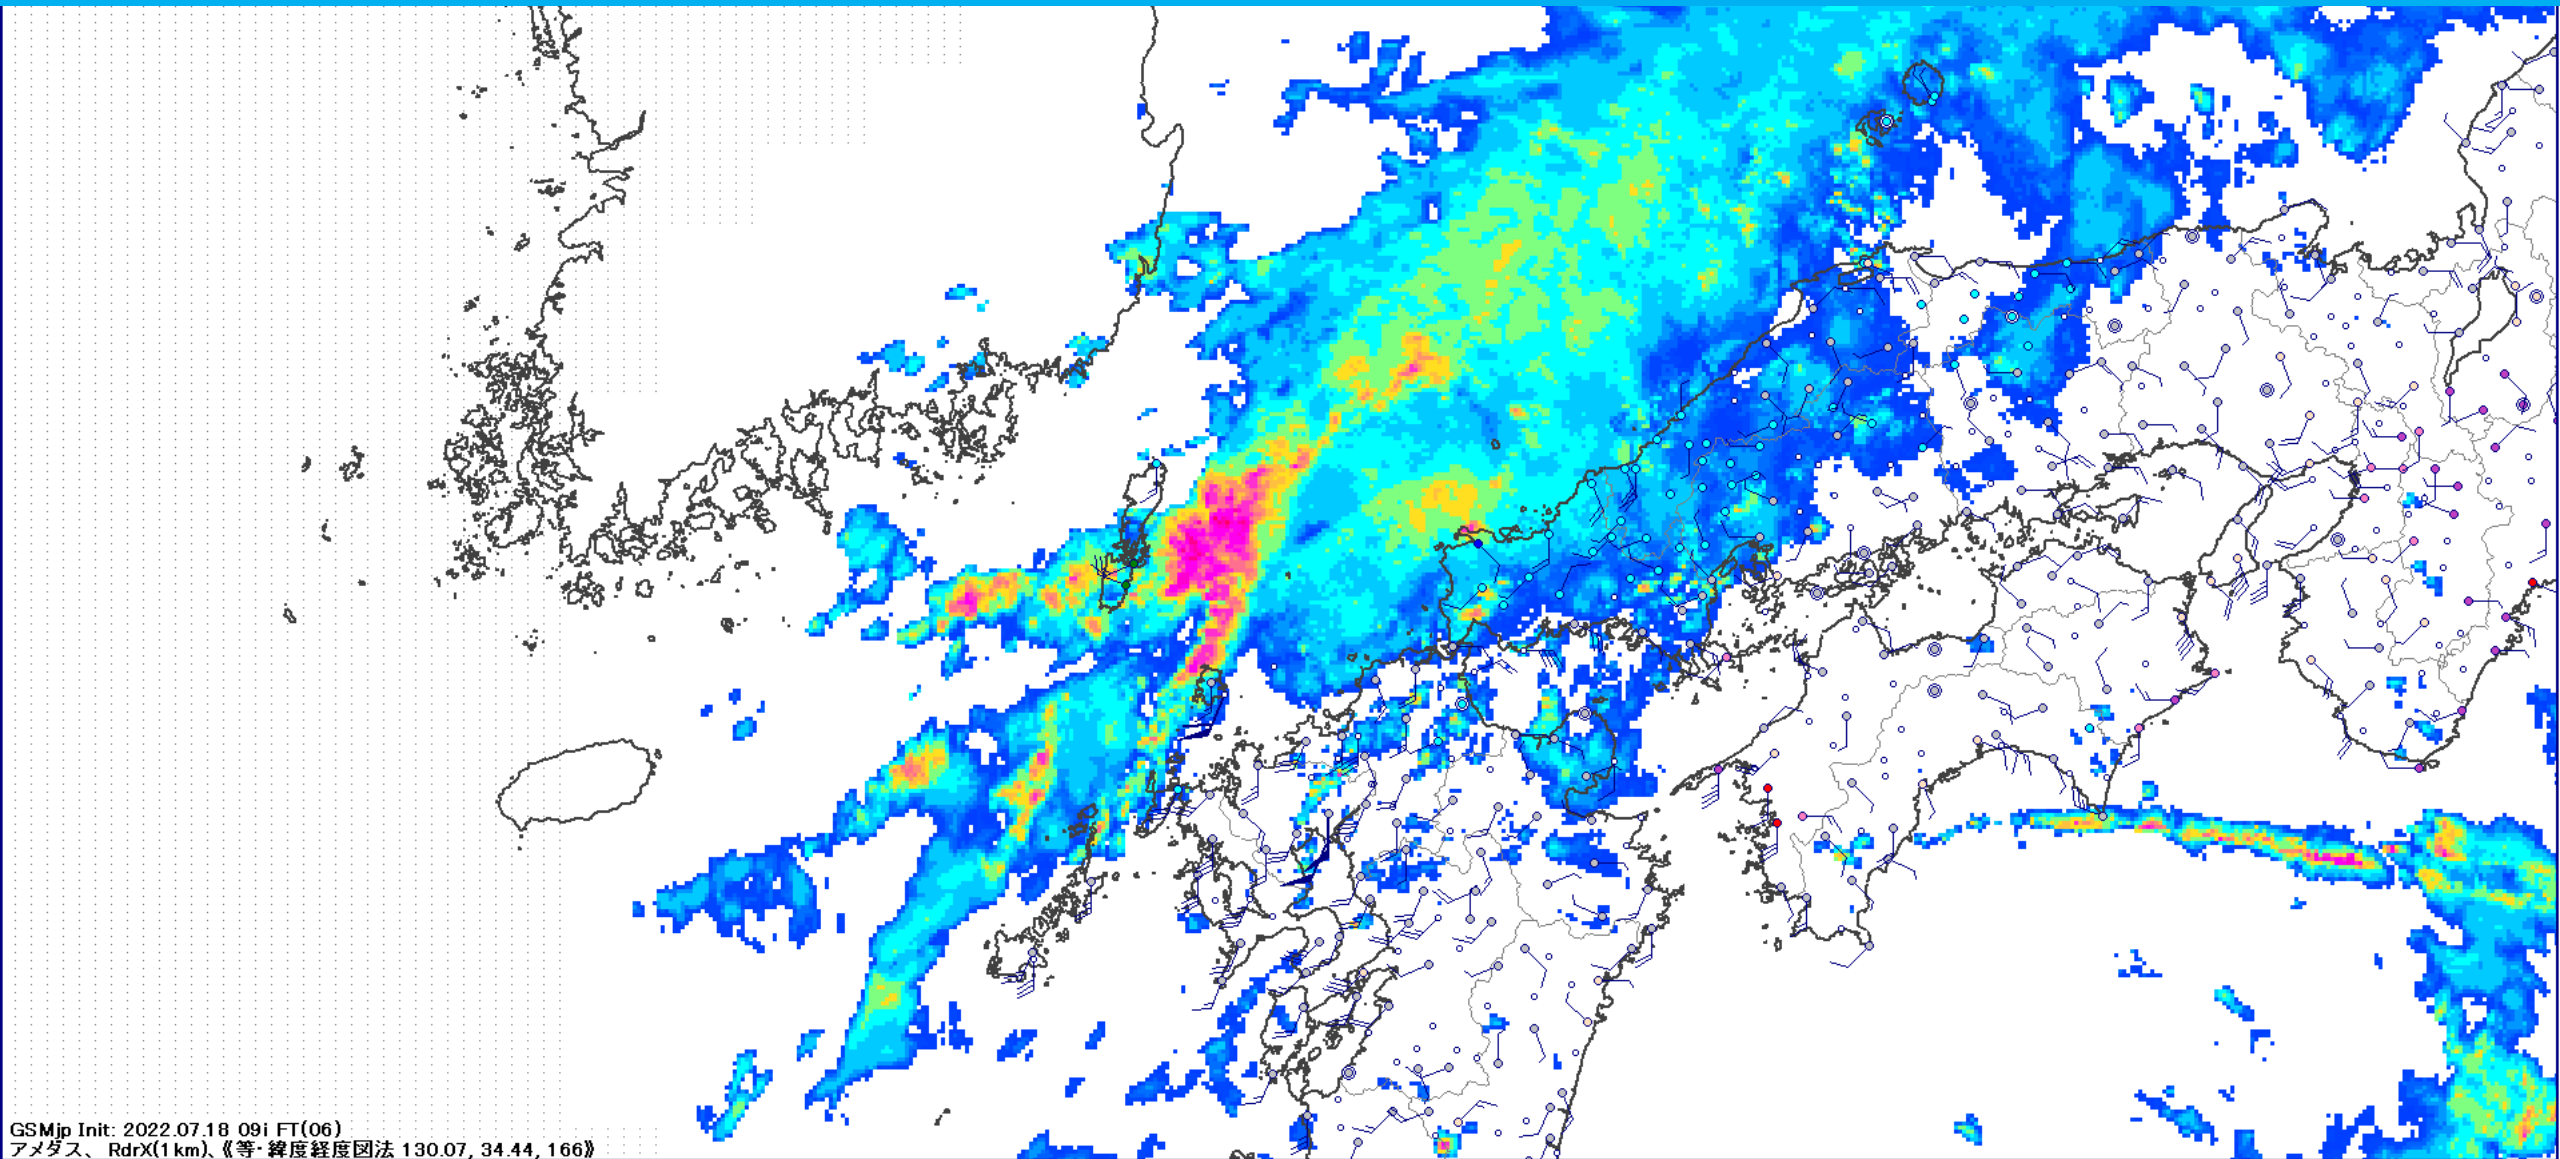 GSMjp Init: 2022.07.18 09i FT(06)
アメダス、 RdrX(1km)、《等・緯度経度図法 130.07, 34.44, 166》